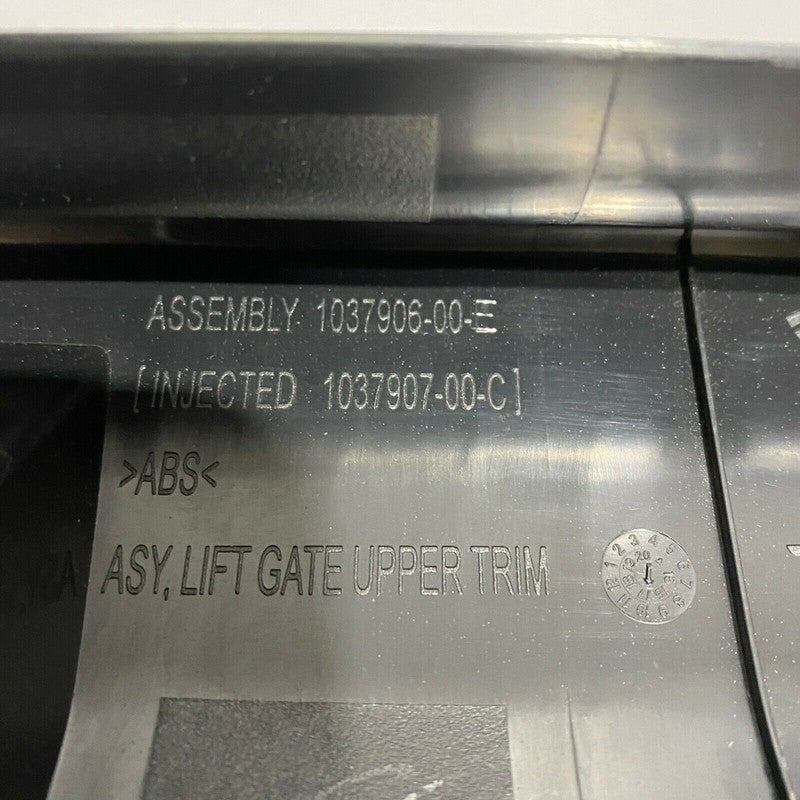 ASSEMBLY 1037906-00-E
[INJECTED 1037907-00-C]
>ABS<
A ASY, LIFT GATE UPPER TRIM